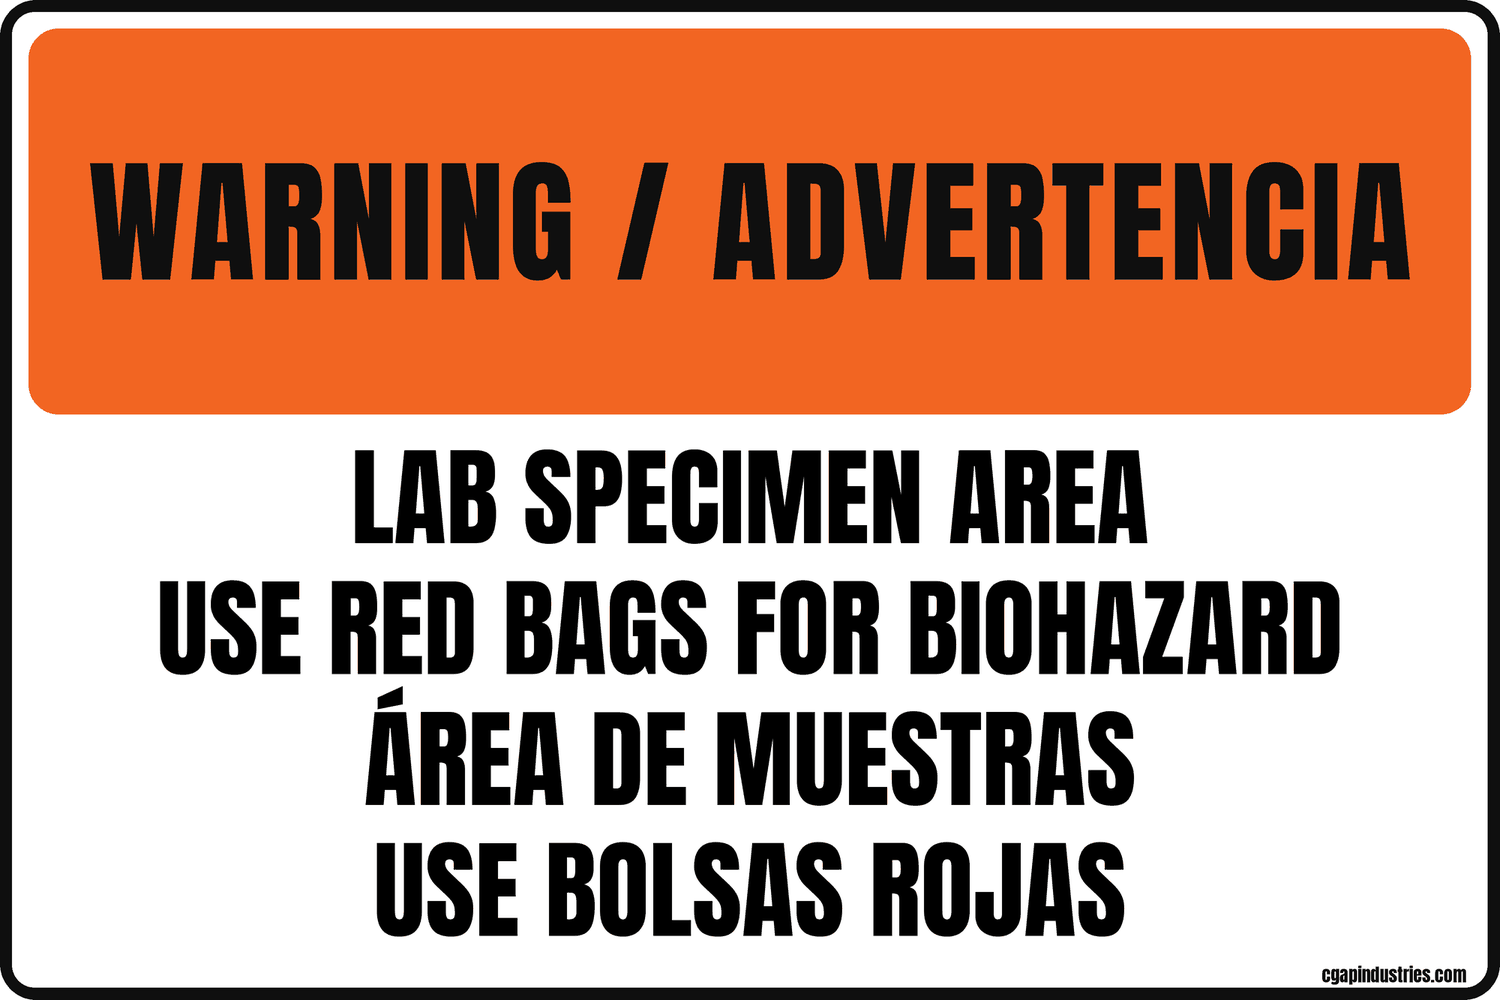 WARNING / ADVERTENCIA
LAB SPECIMEN AREA
USE RED BAGS FOR BIOHAZARD
ÁREA DE MUESTRAS
USE BOLSAS ROJAS
cgapindustries.com